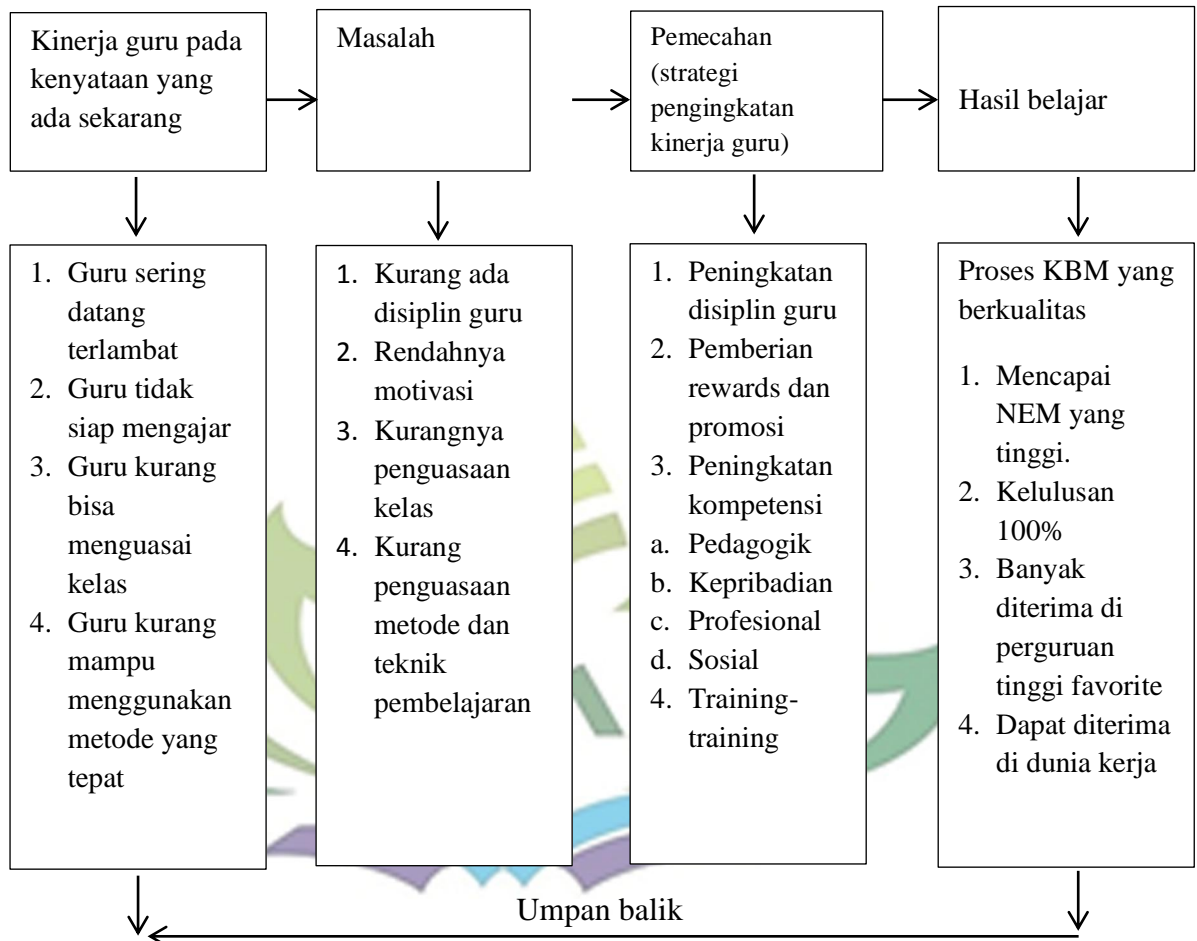 Kinerja guru pada
kenyataan yang
ada sekarang
Masalah
Pemecahan
(strategi
pengingkatan
kinerja guru)
Hasil belajar
1. Guru sering
datang
terlambat
2. Guru tidak
siap mengajar
3. Guru kurang
bisa
menguasai
kelas
4. Guru kurang
mampu
menggunakan
metode yang
tepat
1. Kurang ada
disiplin guru
2. Rendahnya
motivasi
3. Kurangnya
penguasaan
kelas
4. Kurang
penguasaan
metode dan
teknik
pembelajaran
1. Peningkatan
disiplin guru
2. Pemberian
rewards dan
promosi
3. Peningkatan
kompetensi
a. Pedagogik
b. Kepribadian
c. Profesional
d. Sosial
4. Training-
training
Proses KBM yang
berkualitas
1. Mencapai
NEM yang
tinggi.
2. Kelulusan
100%
3. Banyak
diterima di
perguruan
tinggi favorite
4. Dapat diterima
di dunia kerja
Umpan balik